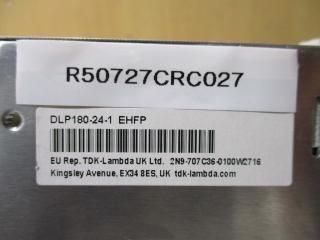 R50727CRC027
DLP180-24-1 EHFP
EU Rep. TDK-Lambda UK Ltd. 2N9-707C36-0100W2716
Kingsley Avenue, EX34 8ES, UK tdk-lambda.com